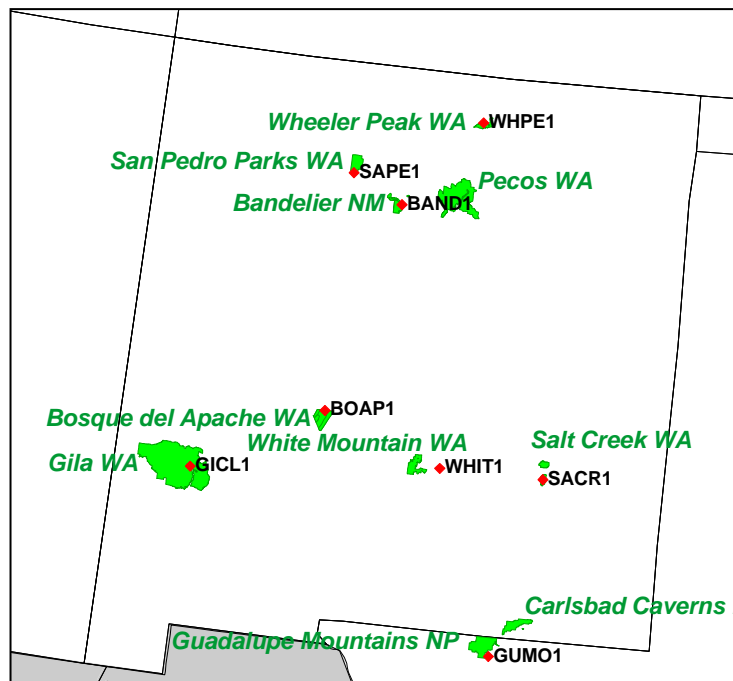 Wheeler Peak WA
WHPE1
San Pedro Parks WA
SAPE1
Pecos WA
Bandelier NM
BAND1
Bosque del Apache WA
BOAP1
White Mountain WA
Salt Creek WA
Gila WA
GICL1
WHIT1
SACR1
Carlsbad Caverns
Guadalupe Mountains NP
GUMO1